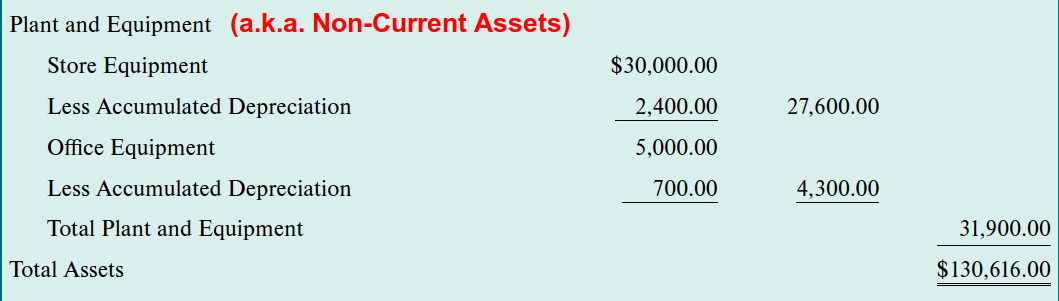 Plant and Equipment (a.k.a. Non-Current Assets)
Store Equipment $30,000.00
Less Accumulated Depreciation 2,400.00 27,600.00
Office Equipment 5,000.00
Less Accumulated Depreciation 700.00 4,300.00
Total Plant and Equipment 31,900.00
Total Assets $130,616.00